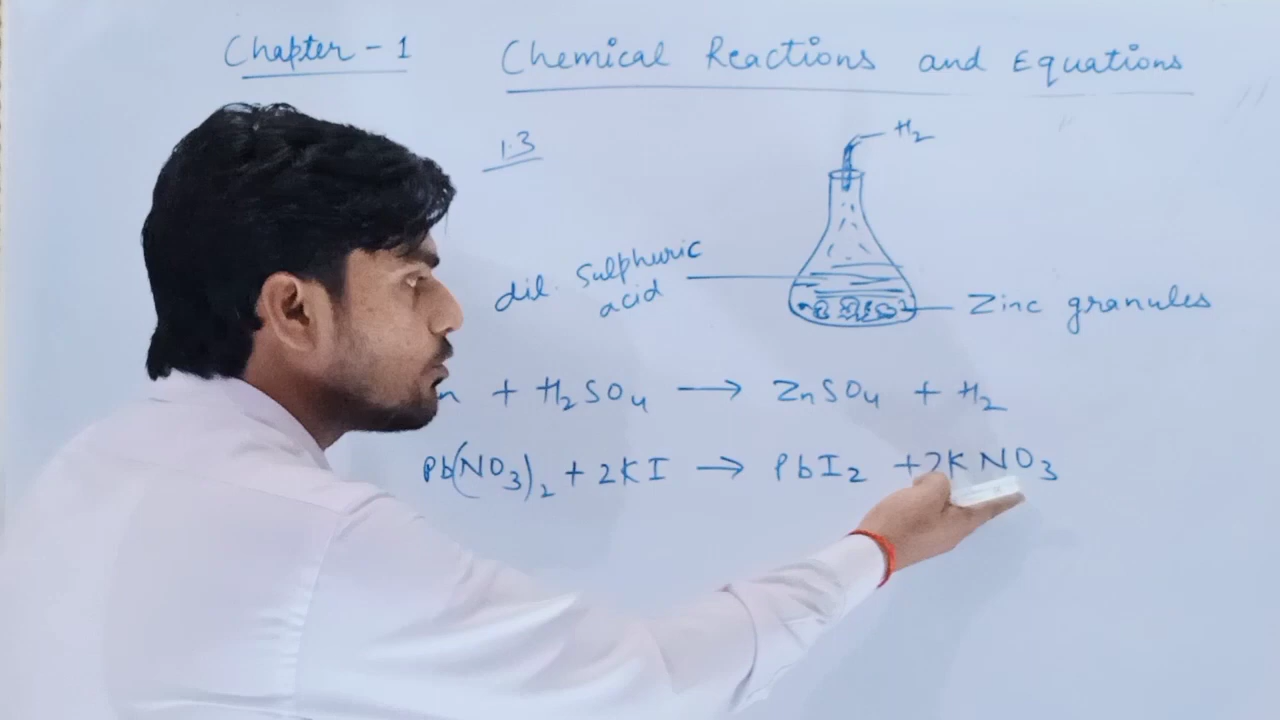 Chapter - 1 Chemical Reactions and Equations
1.3
H2
dil. Sulphuric
acid
Zinc granules
n + H2SO4 → ZnSO4 + H2
Pb(NO3)2 + 2KI → PbI2 + 2KNO3